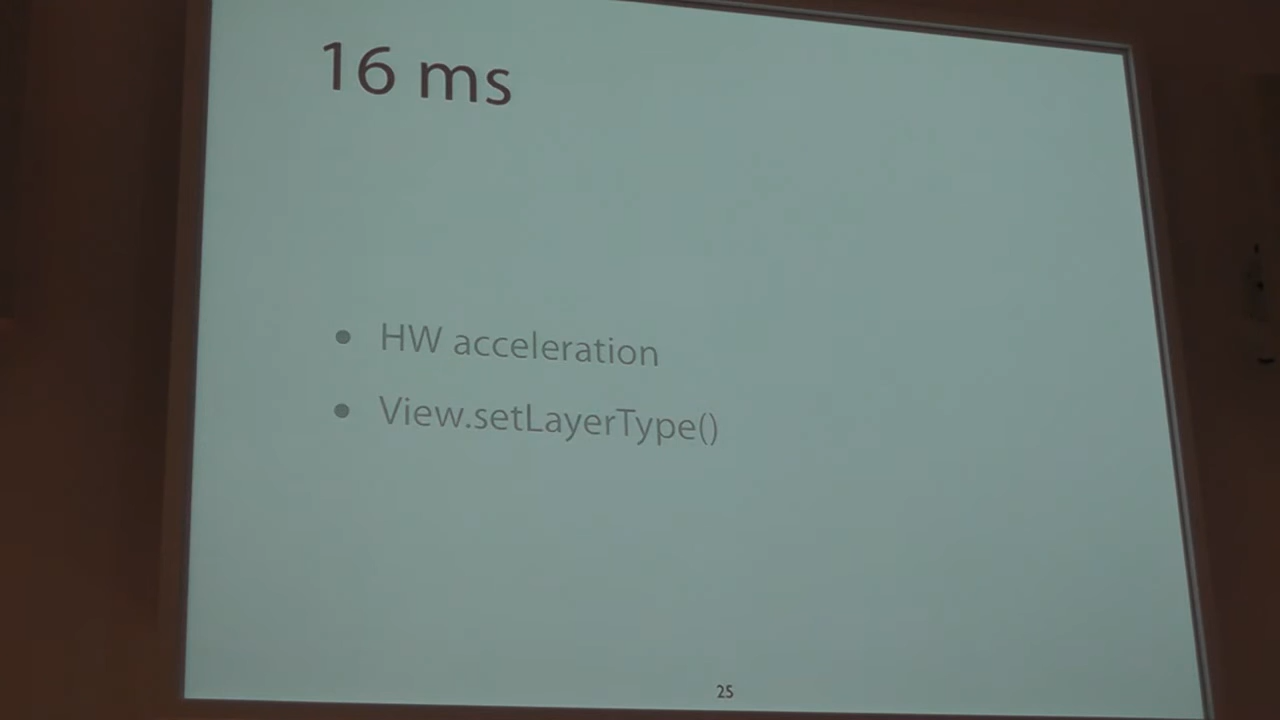 16 ms
• HW acceleration
• View.setLayerType()
25